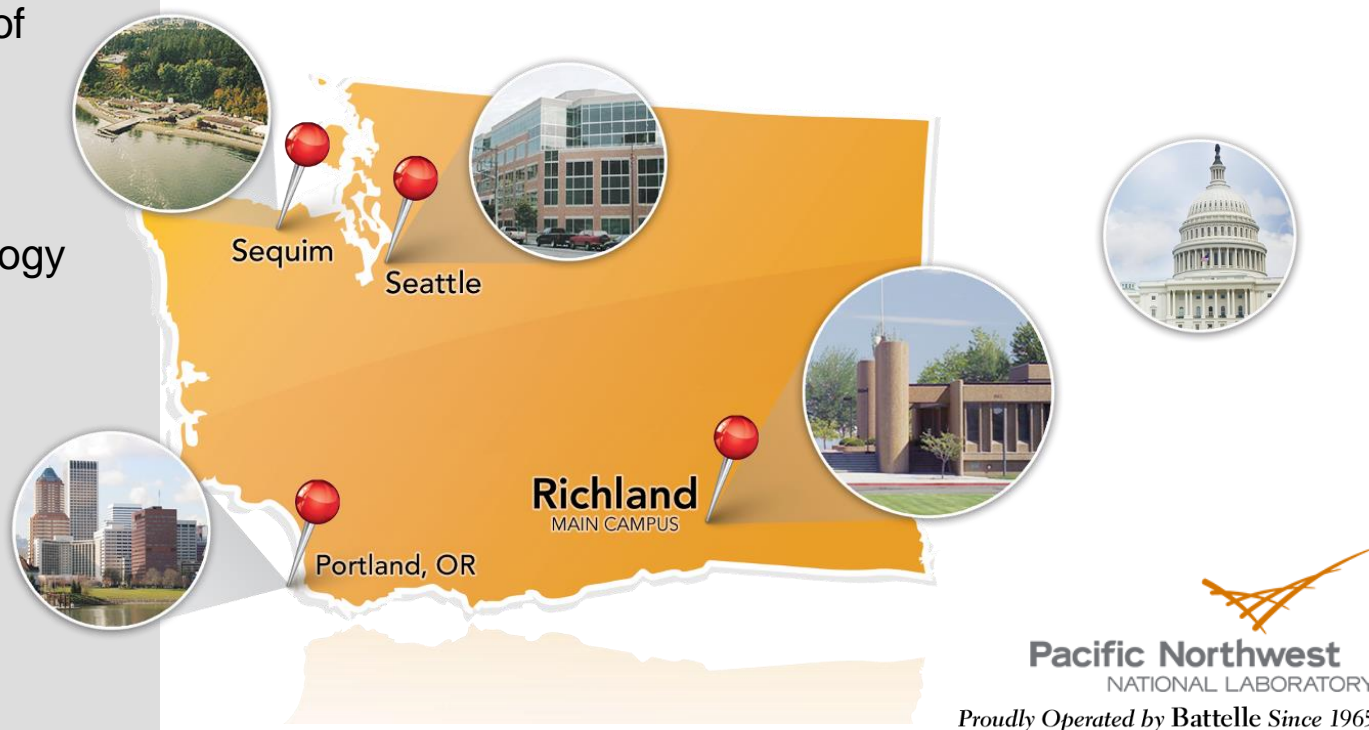 of
ogy
Sequim
Seattle
Richland
MAIN CAMPUS
Portland, OR
Pacific Northwest
NATIONAL LABORATORY
Proudly Operated by Battelle Since 1965